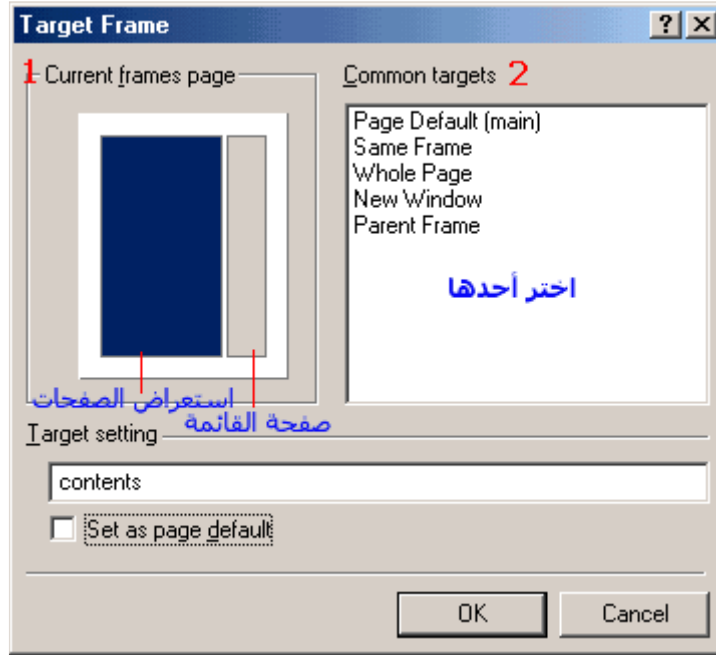 Target Frame
1 Current frames page
Common targets 2
Page Default (main)
Same Frame
Whole Page
New Window
Parent Frame
اختر أحدها
استعراض الصفحات
صفحة القائمة
Target setting
contents
Set as page default
OK
Cancel